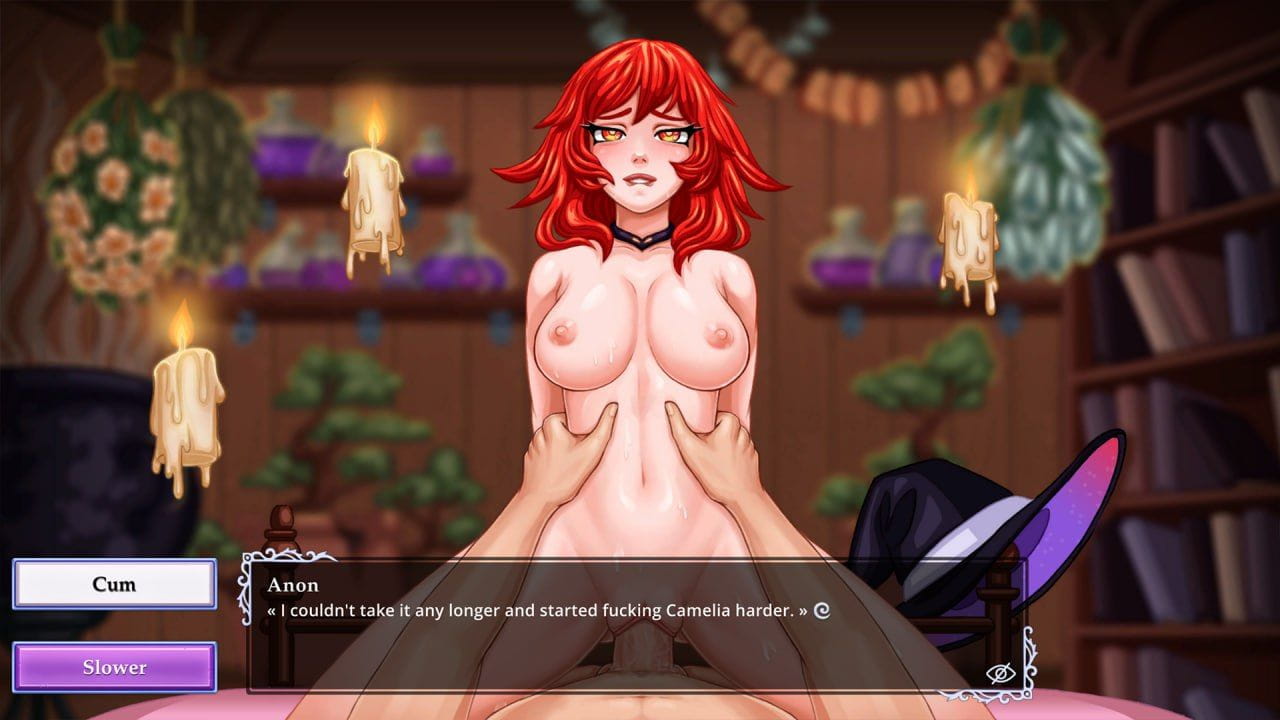 Cum
Slower
Anon
« I couldn't take it any longer and started fucking Camelia harder. »